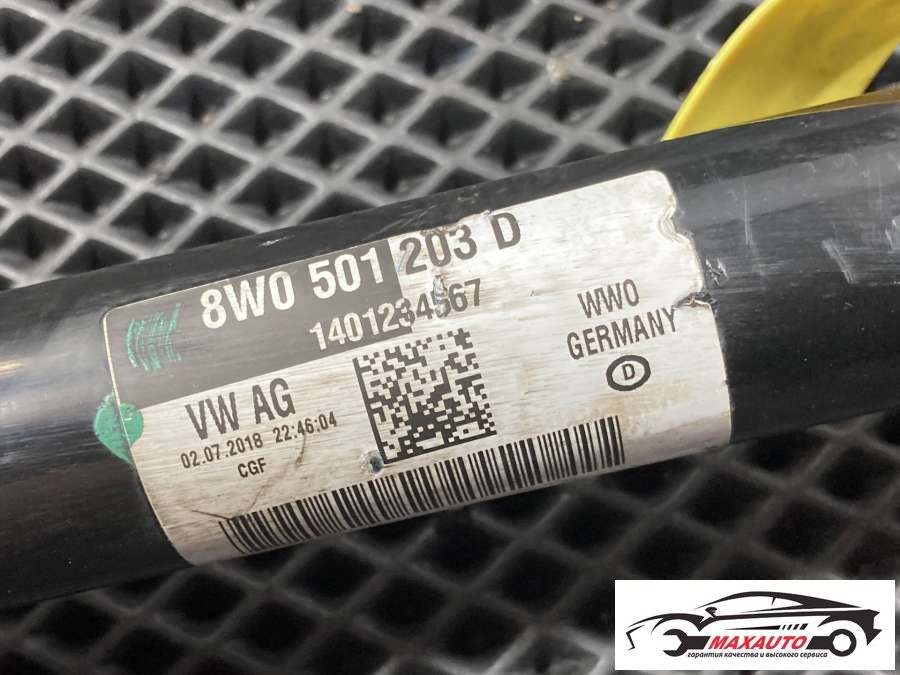 8W0 501 203 D
1401234567
WW0
GERMANY
D
VW AG
02.07.2018 22:46:04
CGF
MAXAUTO
гарантия качества и высокого сервиса